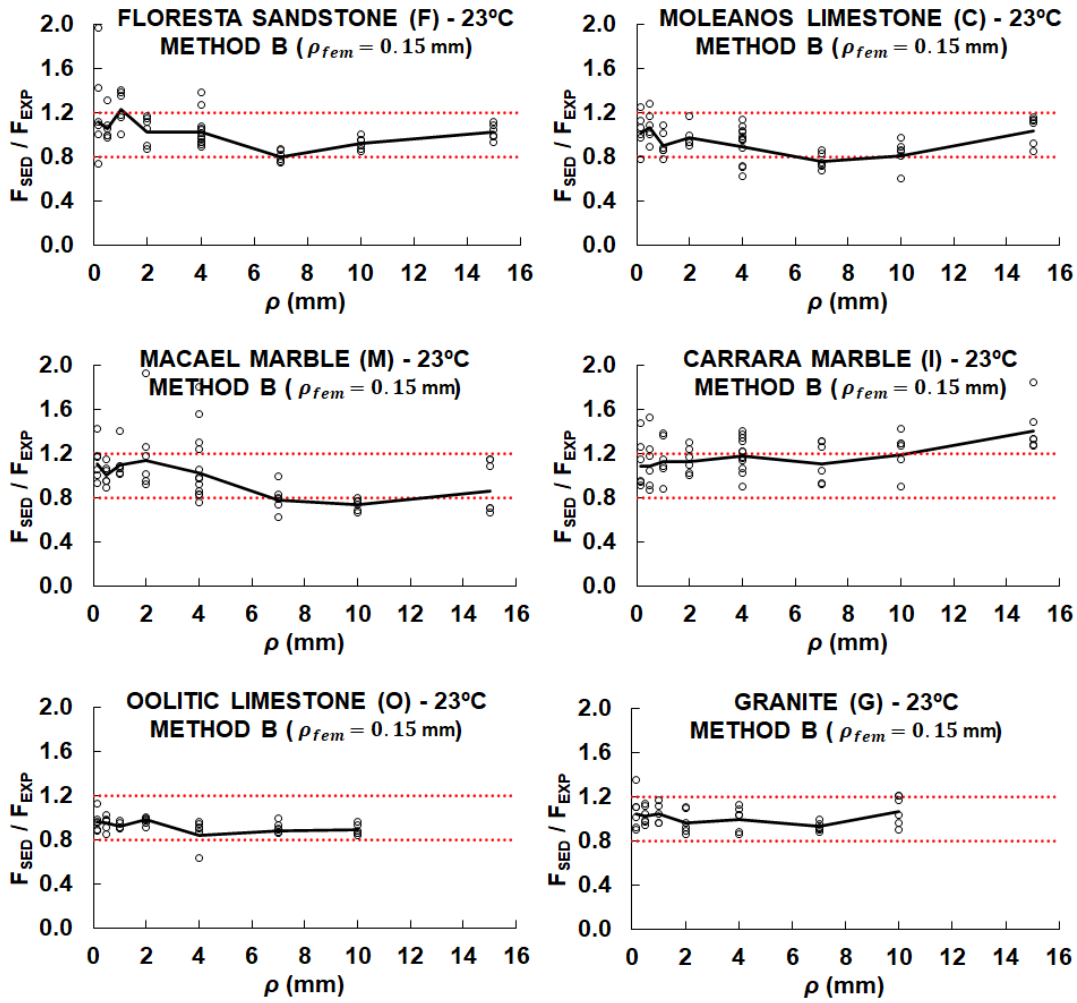 FLORESTA SANDSTONE (F) - 23ºC
METHOD B ( ρfem = 0.15 mm)
2.0
1.6
1.2
0.8
0.4
0.0
FSED / FEXP
0 2 4 6 8 10 12 14 16
ρ (mm)
MOLEANOS LIMESTONE (C) - 23ºC
METHOD B ( ρfem = 0.15 mm)
2.0
1.6
1.2
0.8
0.4
0.0
FSED / FEXP
0 2 4 6 8 10 12 14 16
ρ (mm)
MACAEL MARBLE (M) - 23ºC
METHOD B ( ρfem = 0.15 mm)
2.0
1.6
1.2
0.8
0.4
0.0
FSED / FEXP
0 2 4 6 8 10 12 14 16
ρ (mm)
CARRARA MARBLE (I) - 23ºC
METHOD B ( ρfem = 0.15 mm)
2.0
1.6
1.2
0.8
0.4
0.0
FSED / FEXP
0 2 4 6 8 10 12 14 16
ρ (mm)
OOLITIC LIMESTONE (O) - 23ºC
METHOD B ( ρfem = 0.15 mm)
2.0
1.6
1.2
0.8
0.4
0.0
FSED / FEXP
0 2 4 6 8 10 12 14 16
ρ (mm)
GRANITE (G) - 23ºC
METHOD B ( ρfem = 0.15 mm)
2.0
1.6
1.2
0.8
0.4
0.0
FSED / FEXP
0 2 4 6 8 10 12 14 16
ρ (mm)